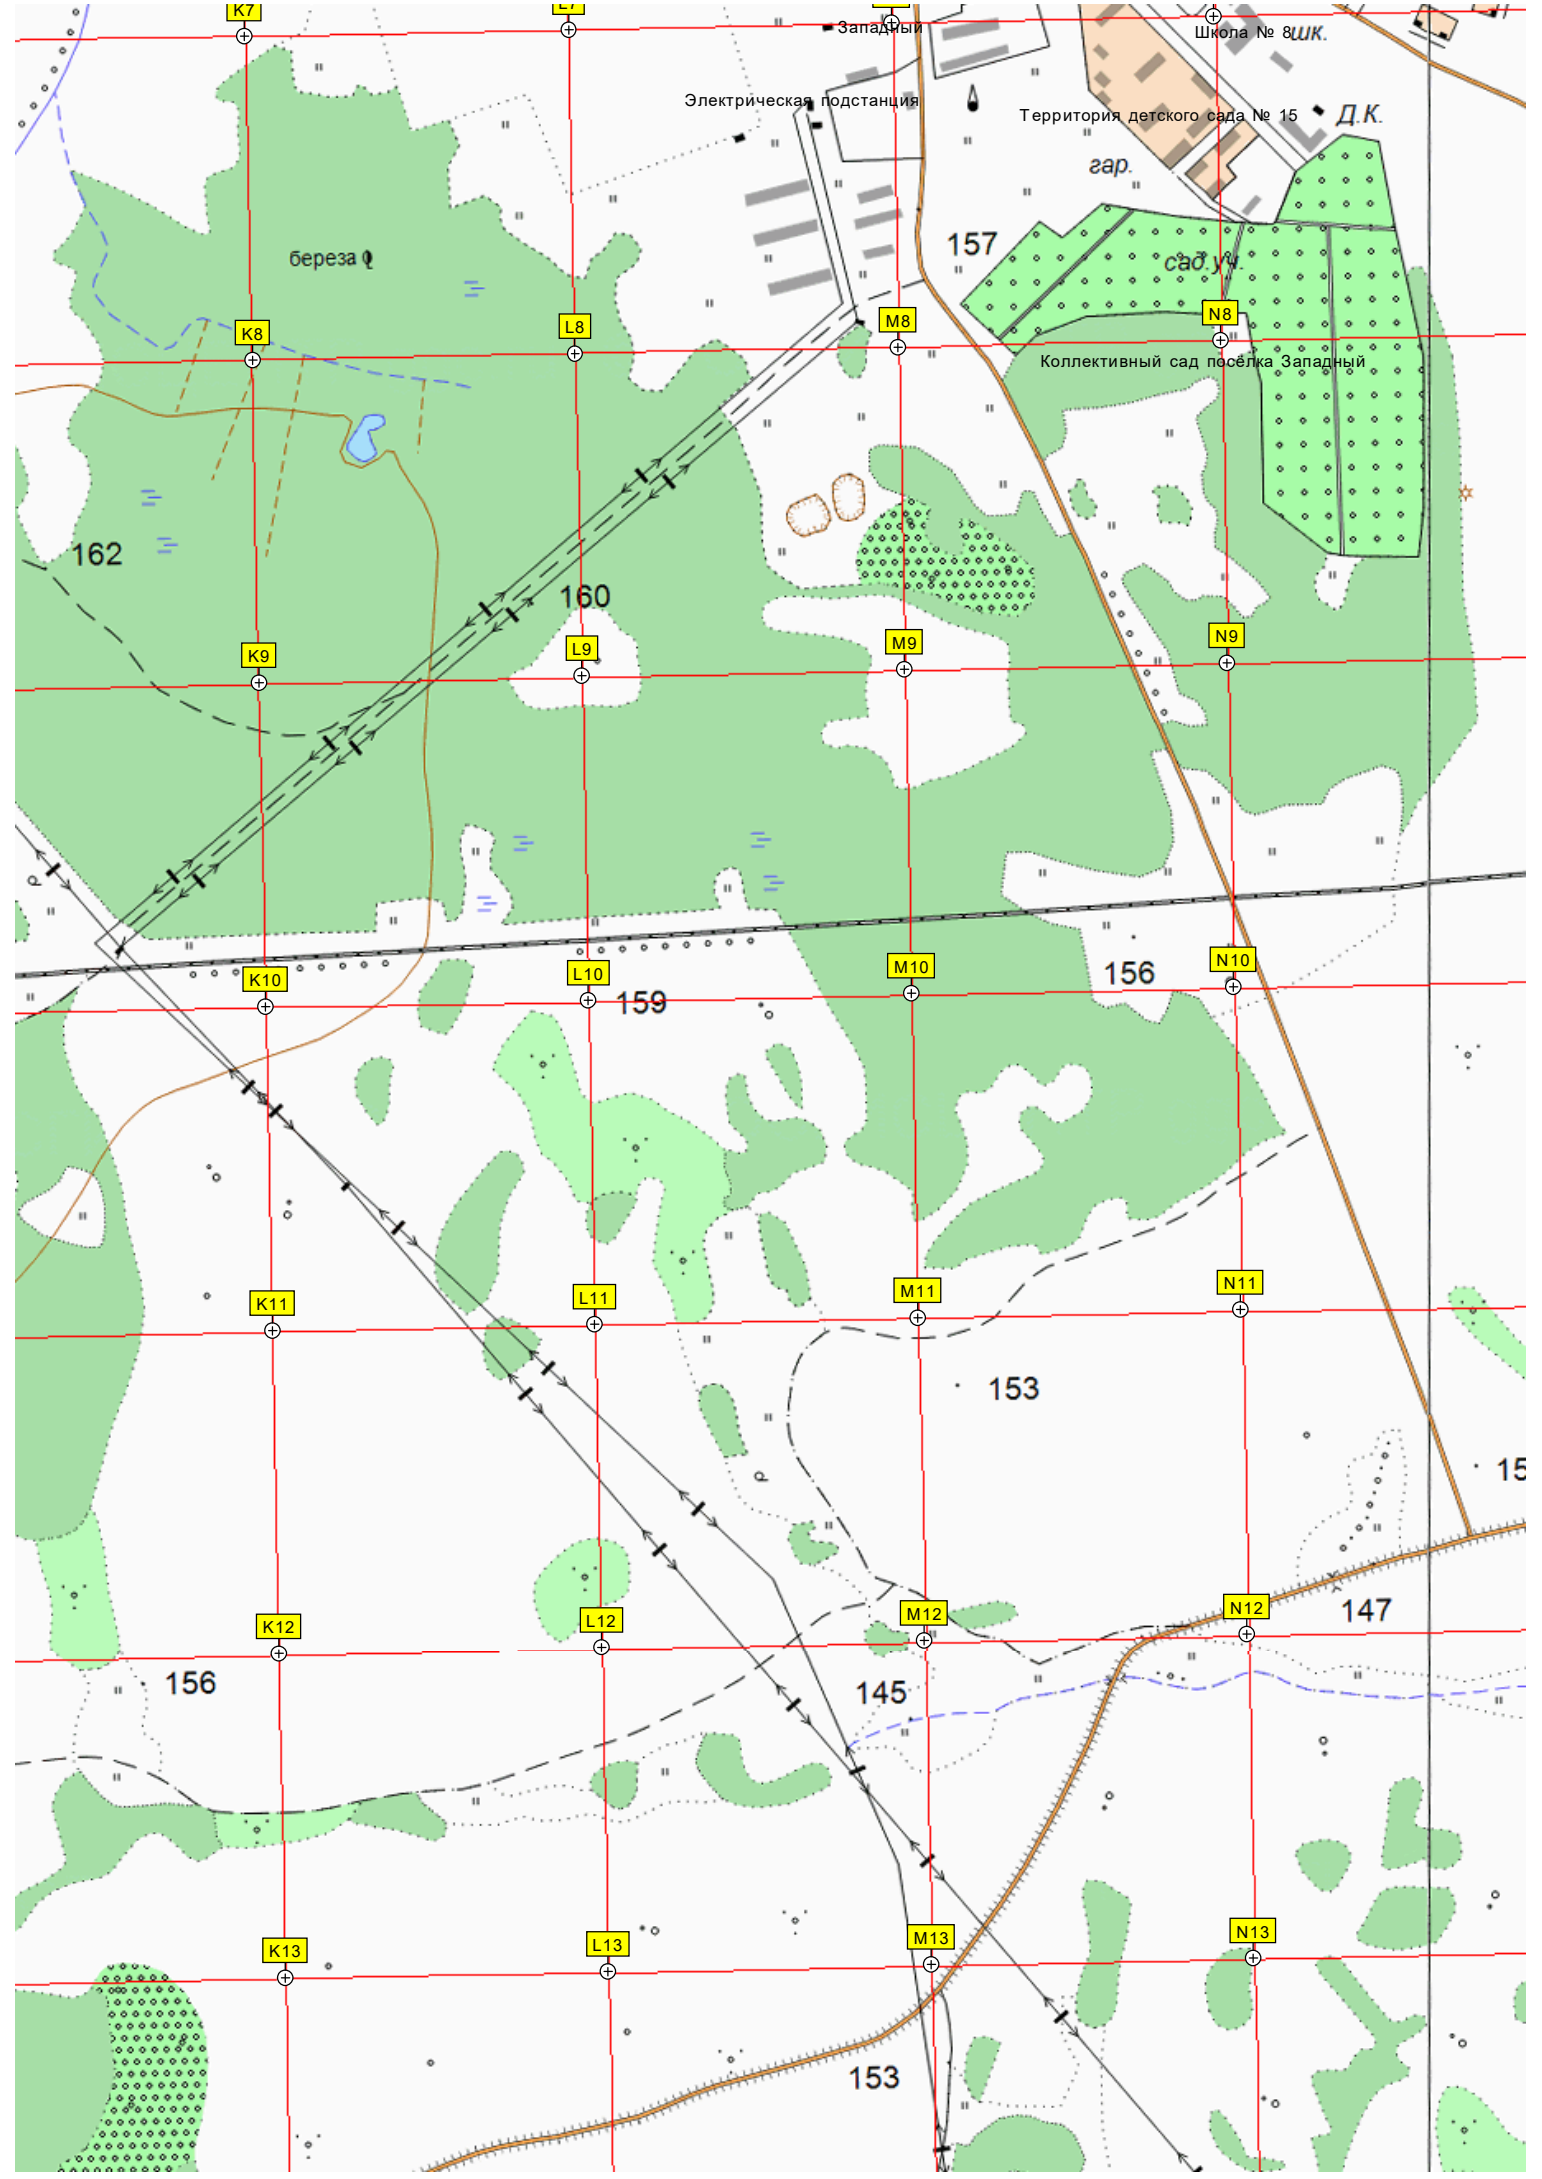 K7
L7
Западный
Школа № 8
шк.
Электрическая подстанция
Территория детского сада № 15
Д.К.
гар.
157
береза
сад.уч.
K8
L8
M8
N8
Коллективный сад посёлка Западный
162
160
K9
L9
M9
N9
K10
L10
M10
N10
159
156
K11
L11
M11
N11
153
15
K12
L12
M12
N12
147
156
145
K13
L13
M13
N13
153